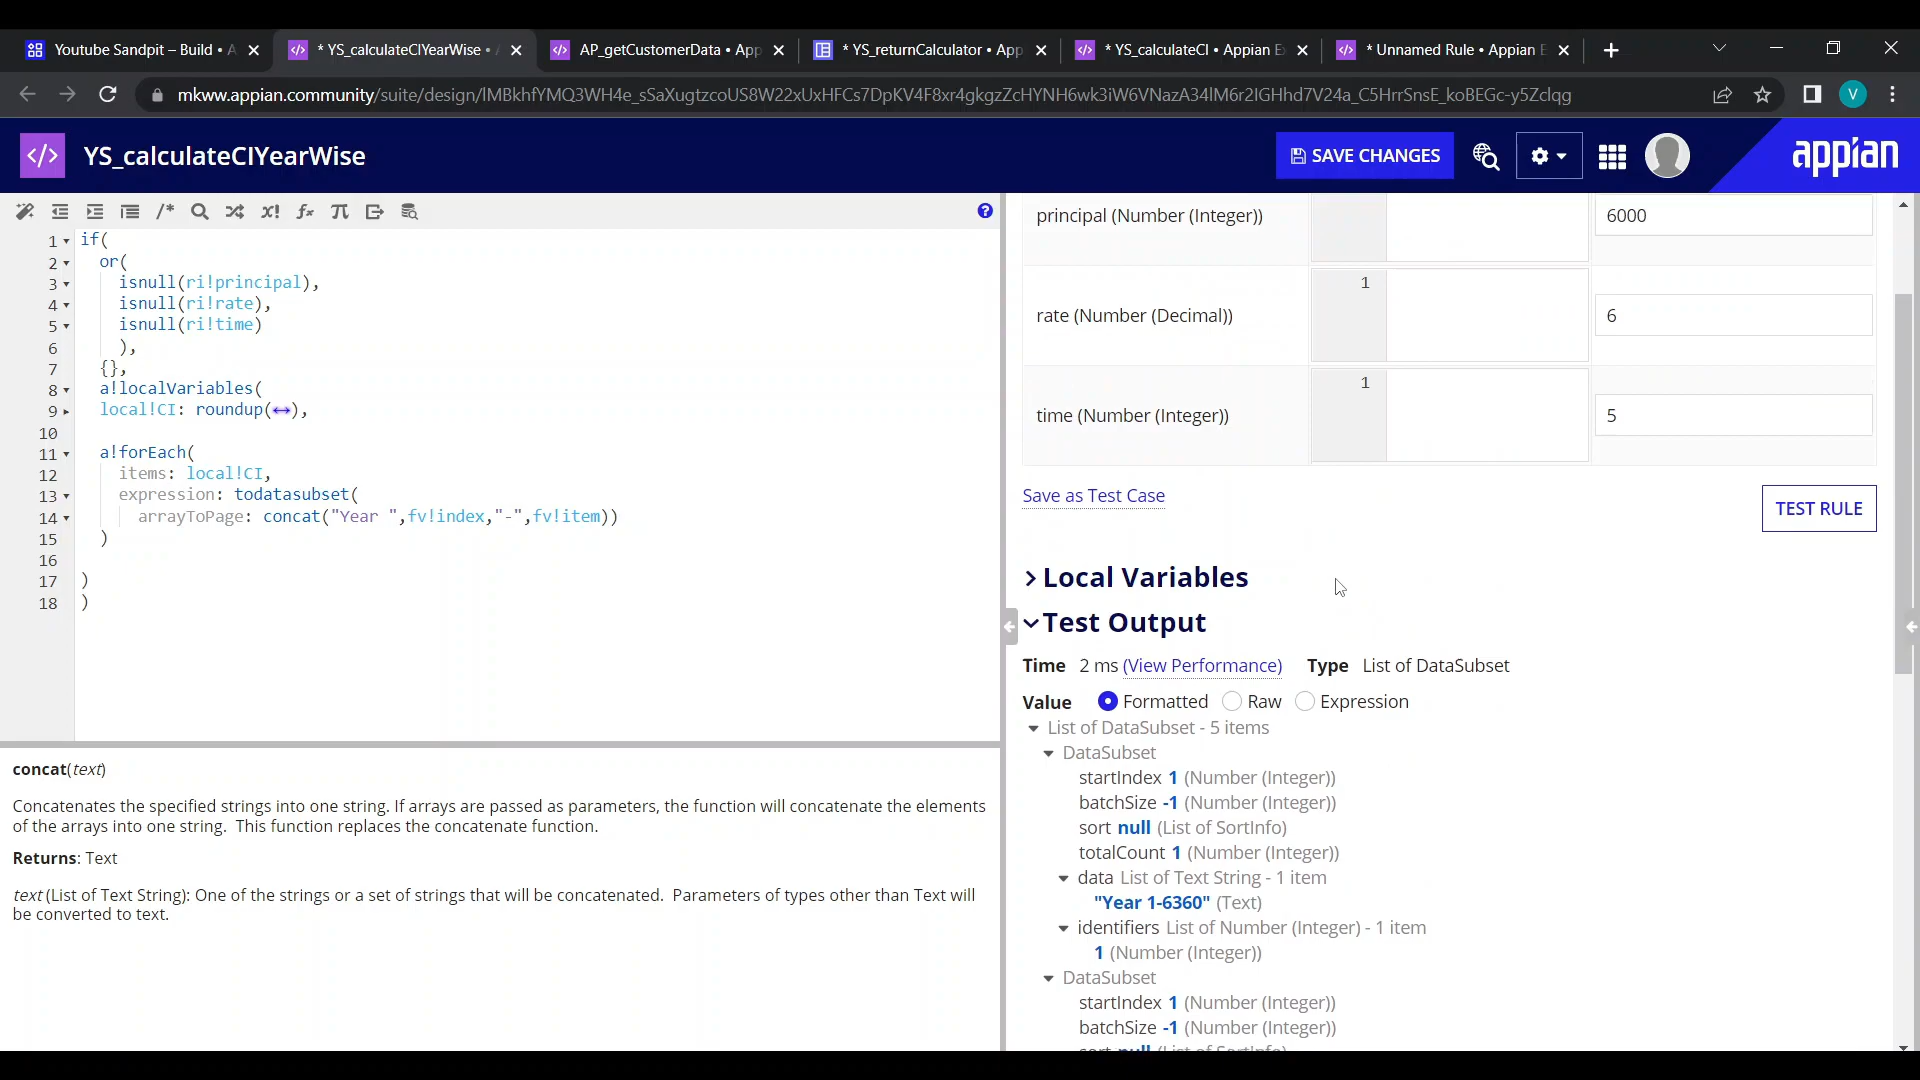 Youtube Sandpit – Build • A
* YS_calculateCIYearWise •
AP_getCustomerData • App
* YS_returnCalculator • App
* YS_calculateCI • Appian E
* Unnamed Rule • Appian E
V
</> YS_calculateCIYearWise
SAVE CHANGES
appian
1 if(
2 or(
3 isnull(ri!principal),
4 isnull(ri!rate),
5 isnull(ri!time)
6 ),
7 {},
8 a!localVariables(
9 local!CI: roundup(↔),
10
11 a!forEach(
12 items: local!CI,
13 expression: todatasubset(
14 arrayToPage: concat("Year ",fv!index,"-",fv!item))
15 )
16
17 )
18 )
concat(text)
Concatenates the specified strings into one string. If arrays are passed as parameters, the function will concatenate the elements
of the arrays into one string. This function replaces the concatenate function.
Returns: Text
text (List of Text String): One of the strings or a set of strings that will be concatenated. Parameters of types other than Text will
be converted to text.
principal (Number (Integer)) 6000
rate (Number (Decimal)) 1 6
time (Number (Integer)) 1 5
Save as Test Case
TEST RULE
Local Variables
Test Output
Time 2 ms (View Performance) Type List of DataSubset
Value Formatted Raw Expression
List of DataSubset - 5 items
DataSubset
startIndex 1 (Number (Integer))
batchSize -1 (Number (Integer))
sort null (List of SortInfo)
totalCount 1 (Number (Integer))
data List of Text String - 1 item
"Year 1-6360" (Text)
identifiers List of Number (Integer) - 1 item
1 (Number (Integer))
DataSubset
startIndex 1 (Number (Integer))
batchSize -1 (Number (Integer))
sort null (List of SortInfo)